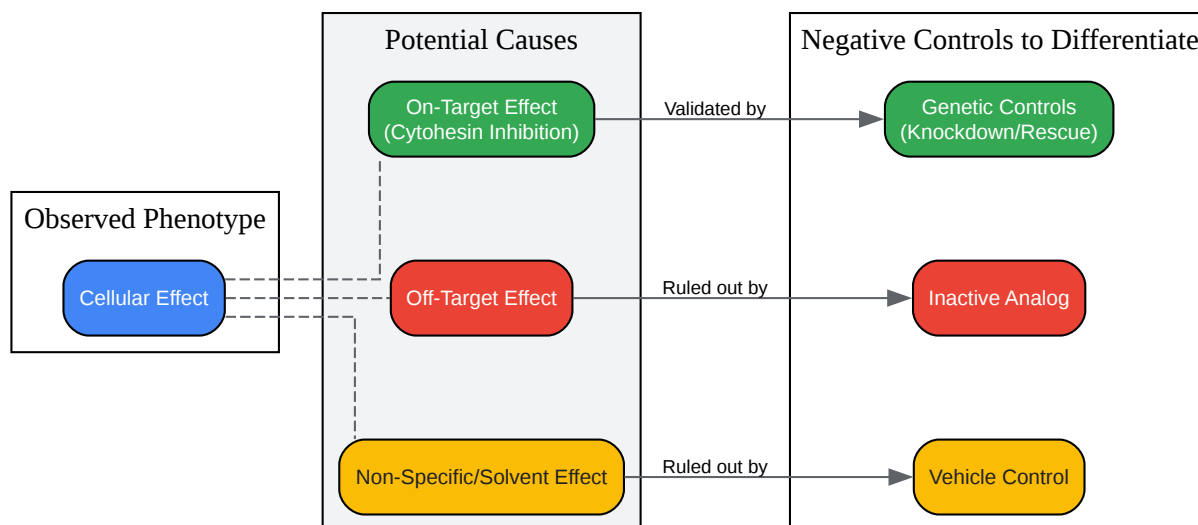 Potential Causes
Negative Controls to Differentiate
On-Target Effect
(Cytohesin Inhibition)
Validated by
Genetic Controls
(Knockdown/Rescue)
Observed Phenotype
Cellular Effect
Off-Target Effect
Ruled out by
Inactive Analog
Non-Specific/Solvent Effect
Ruled out by
Vehicle Control